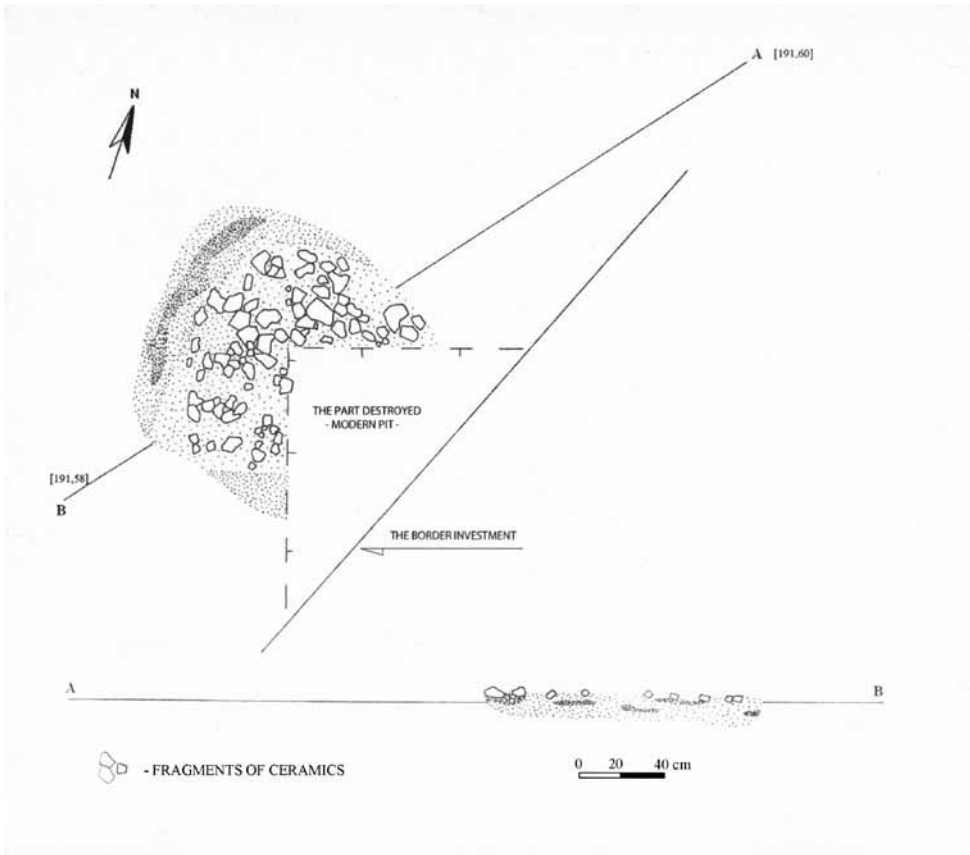 A [191,60]
N
THE PART DESTROYED
- MODERN PIT -
[191,58]
B
THE BORDER INVESTMENT
A
B
- FRAGMENTS OF CERAMICS
0 20 40 cm